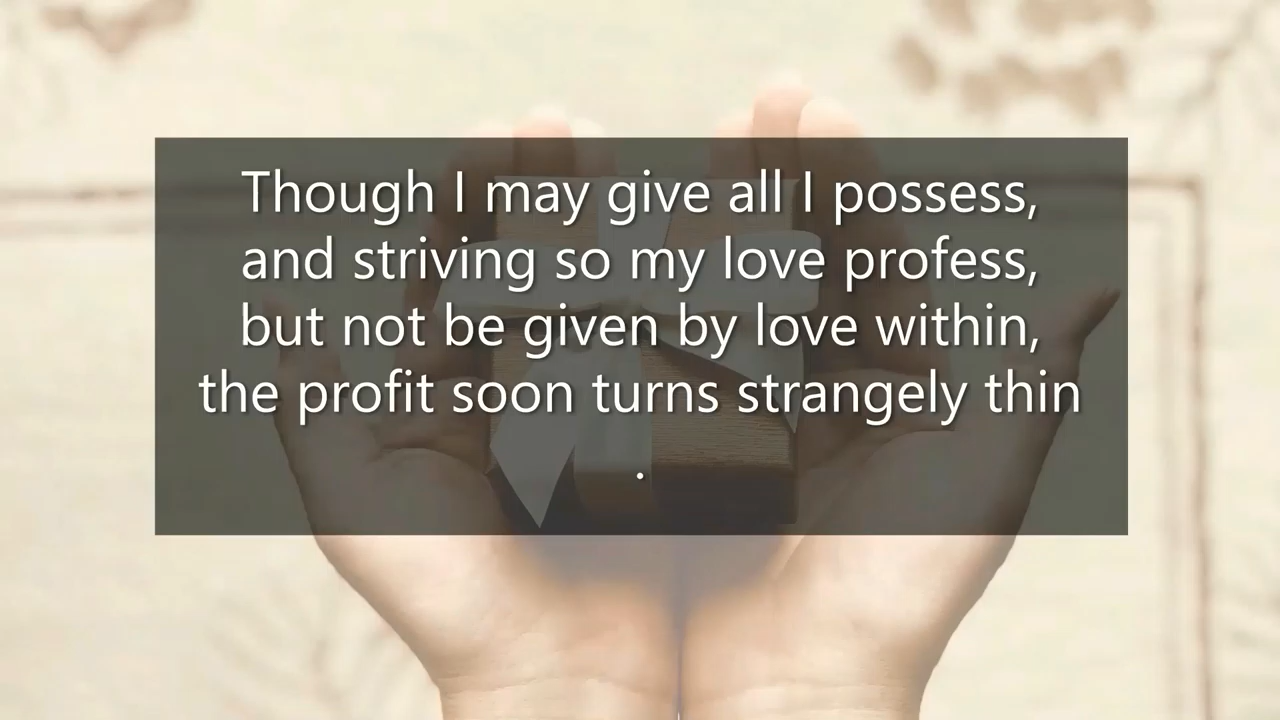 Though I may give all I possess,
and striving so my love profess,
but not be given by love within,
the profit soon turns strangely thin
.